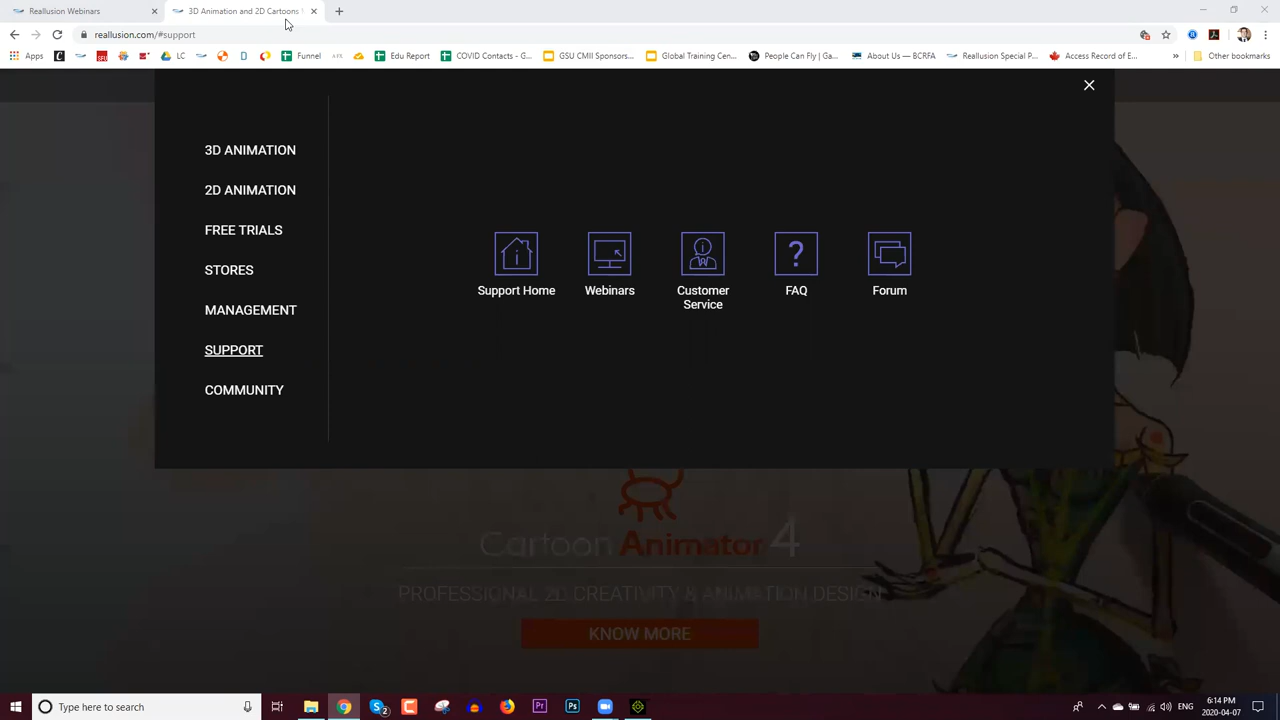 Reallusion Webinars
3D Animation and 2D Cartoons
reallusion.com/#support
Apps
LC
Funnel
Edu Report
COVID Contacts - G...
GSU CMII Sponsors...
Global Training Cen...
People Can Fly | Ga...
About Us — BCRFA
Reallusion Special P...
Access Record of E...
»
Other bookmarks
3D ANIMATION
2D ANIMATION
FREE TRIALS
STORES
MANAGEMENT
SUPPORT
COMMUNITY
Support Home
Webinars
Customer
Service
FAQ
Forum
Cartoon Animator 4
PROFESSIONAL 2D CREATIVITY & ANIMATION DESIGN
KNOW MORE
Type here to search
ENG
6:14 PM
2020-04-07